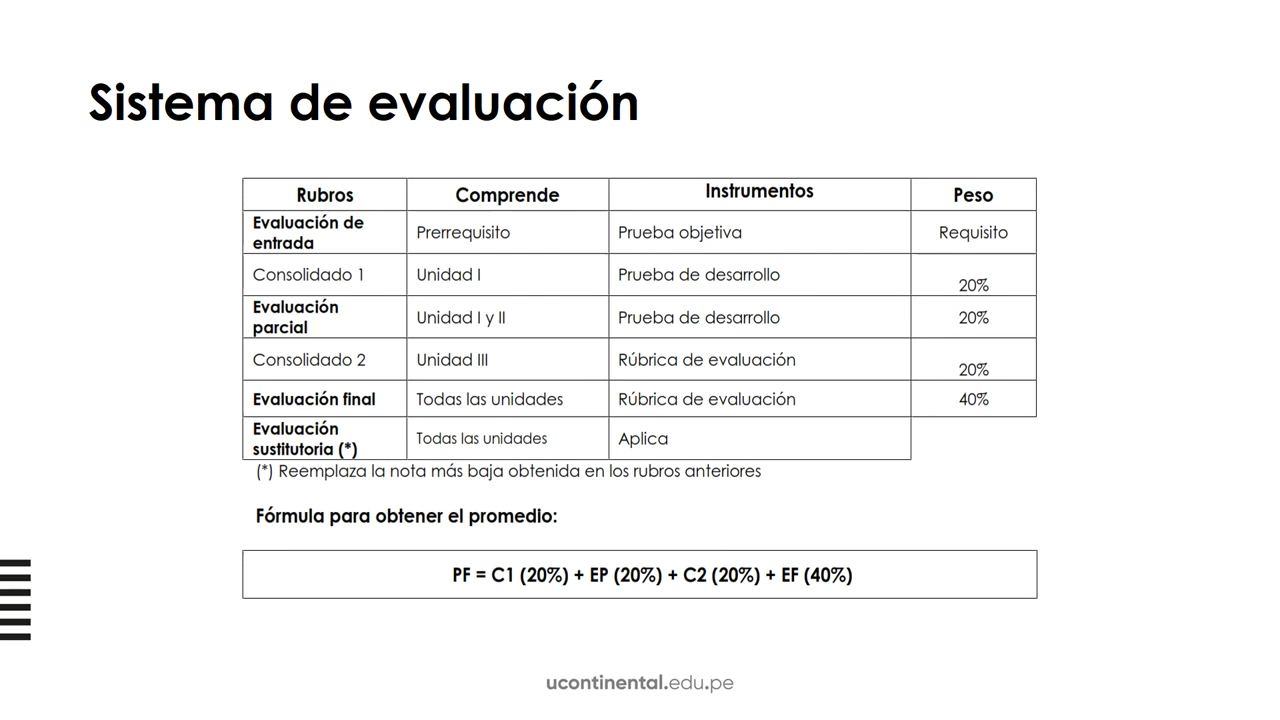 Sistema de evaluación
Rubros Comprende Instrumentos Peso
Evaluación de
entrada
Prerrequisito Prueba objetiva Requisito
Consolidado 1 Unidad I Prueba de desarrollo 20%
Evaluación
parcial
Unidad I y II Prueba de desarrollo 20%
Consolidado 2 Unidad III Rúbrica de evaluación 20%
Evaluación final Todas las unidades Rúbrica de evaluación 40%
Evaluación
sustitutoria (*)
Todas las unidades Aplica
(*) Reemplaza la nota más baja obtenida en los rubros anteriores
Fórmula para obtener el promedio:
PF = C1 (20%) + EP (20%) + C2 (20%) + EF (40%)
ucontinental.edu.pe